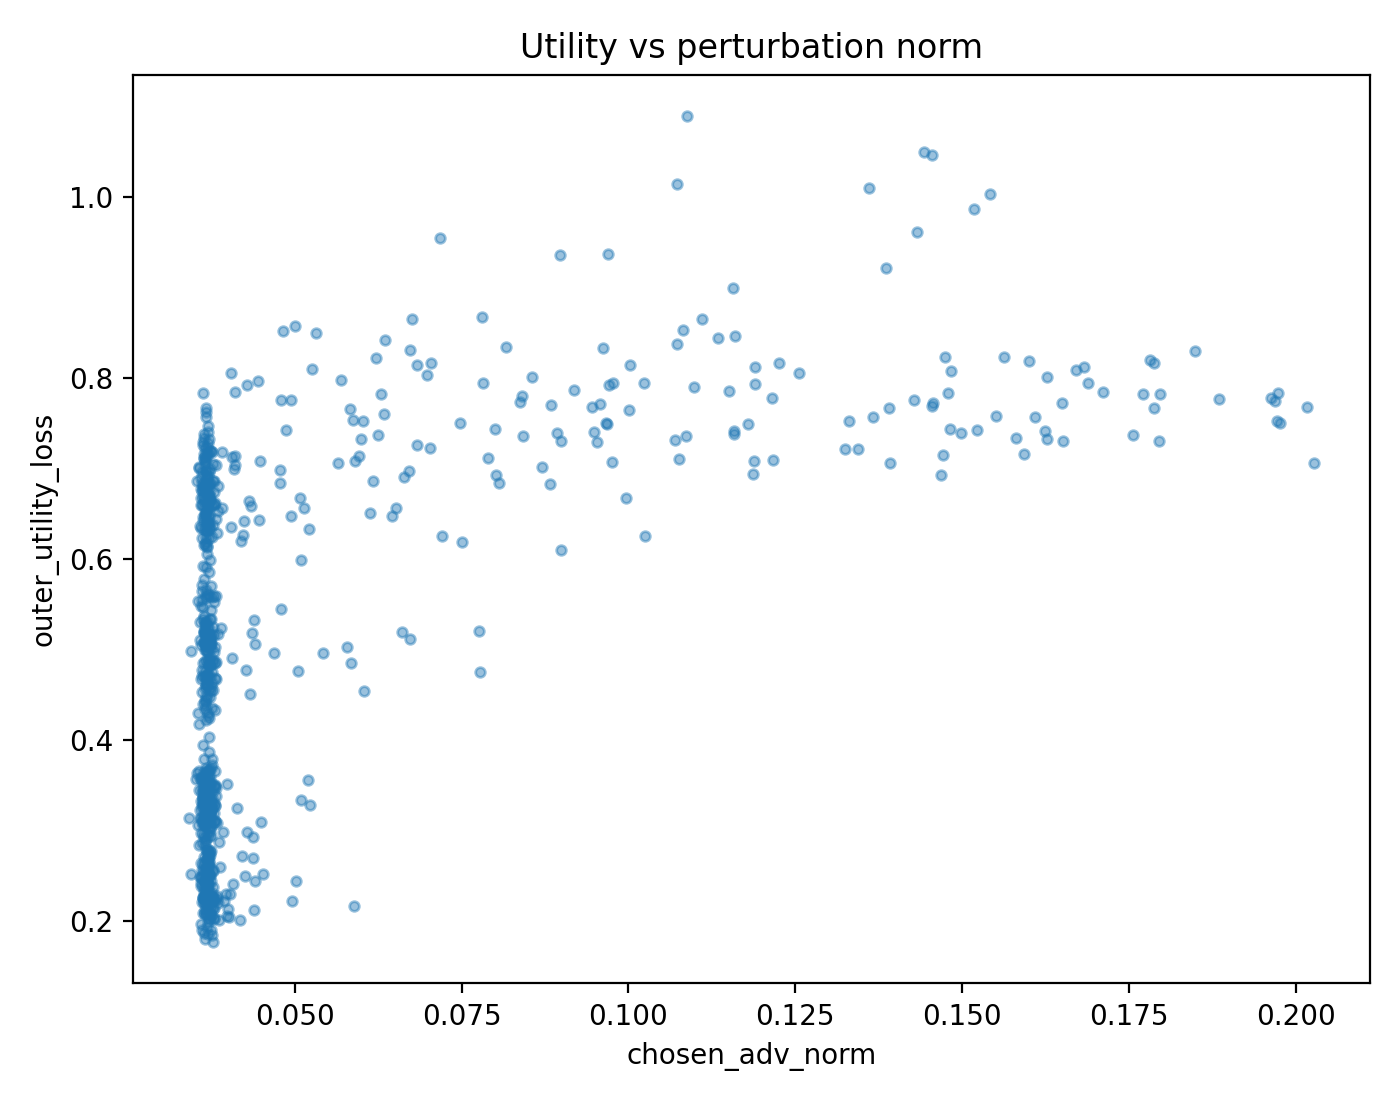 Utility vs perturbation norm
outer_utility_loss
1.0
0.8
0.6
0.4
0.2
0.050 0.075 0.100 0.125 0.150 0.175 0.200
chosen_adv_norm